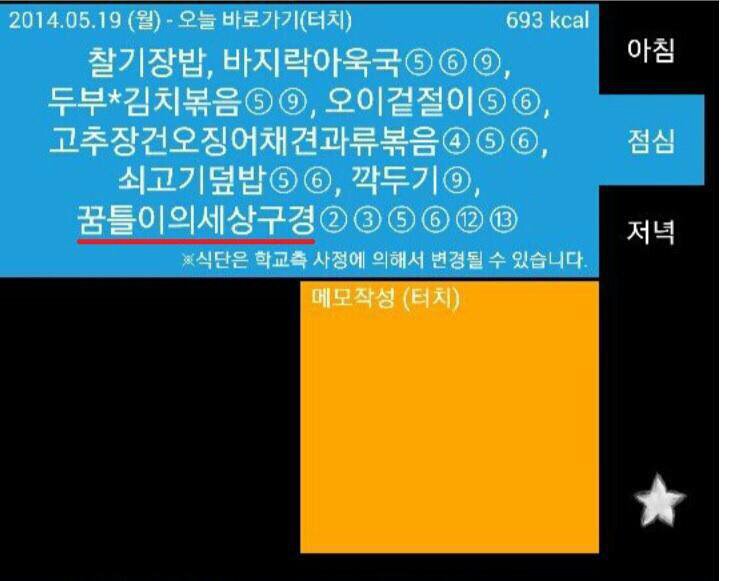 2014.05.19 (월) - 오늘 바로가기(터치) 693 kcal
찰기장밥, 바지락아욱국⑤⑥⑨,
두부*김치볶음⑤⑨, 오이겉절이⑤⑥,
고추장건오징어채견과류볶음④⑤⑥,
쇠고기덮밥⑤⑥, 깍두기⑨,
꿈틀이의세상구경②③⑤⑥⑫⑬
※식단은 학교측 사정에 의해서 변경될 수 있습니다.
아침
점심
저녁
메모작성 (터치)